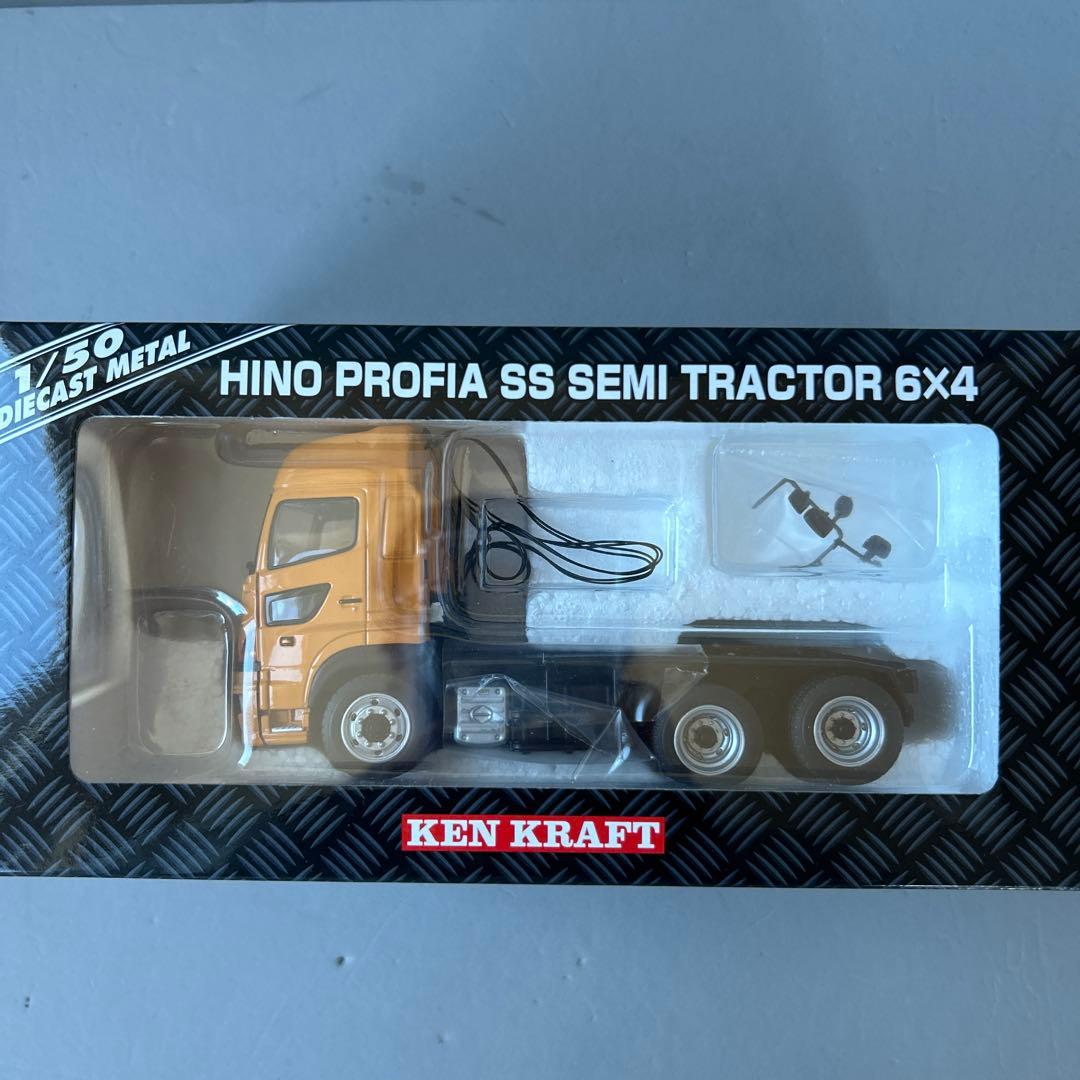 1/50
DIECAST METAL
HINO PROFIA SS SEMI TRACTOR 6×4
KEN KRAFT